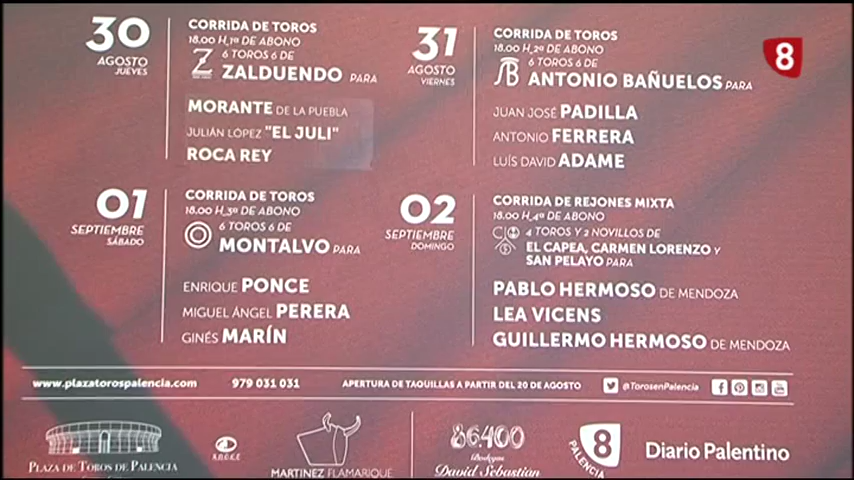 30
AGOSTO
JUEVES
CORRIDA DE TOROS
18.00 H_1ª DE ABONO
6 TOROS 6 DE
ZALDUENDO PARA
MORANTE DE LA PUEBLA
JULIÁN LÓPEZ "EL JULI"
ROCA REY
31
AGOSTO
VIERNES
CORRIDA DE TOROS
18.00 H_2ª DE ABONO
6 TOROS 6 DE
ANTONIO BAÑUELOS PARA
JUAN JOSÉ PADILLA
ANTONIO FERRERA
LUÍS DAVID ADAME
8
01
SEPTIEMBRE
SÁBADO
CORRIDA DE TOROS
18.00 H_3ª DE ABONO
6 TOROS 6 DE
MONTALVO PARA
ENRIQUE PONCE
MIGUEL ÁNGEL PERERA
GINÉS MARÍN
02
SEPTIEMBRE
DOMINGO
CORRIDA DE REJONES MIXTA
18.00 H_4ª DE ABONO
4 TOROS Y 2 NOVILLOS DE
EL CAPEA, CARMEN LORENZO Y
SAN PELAYO PARA
PABLO HERMOSO DE MENDOZA
LEA VICENS
GUILLERMO HERMOSO DE MENDOZA
www.plazatorospalencia.com 979 031 031 APERTURA DE TAQUILLAS A PARTIR DEL 20 DE AGOSTO @TorosenPalencia
PLAZA DE TOROS DE PALENCIA
MARTINEZ FLAMARIQUE
86.400
Bodegas
David Sebastian
8
PALENCIA
Diario Palentino